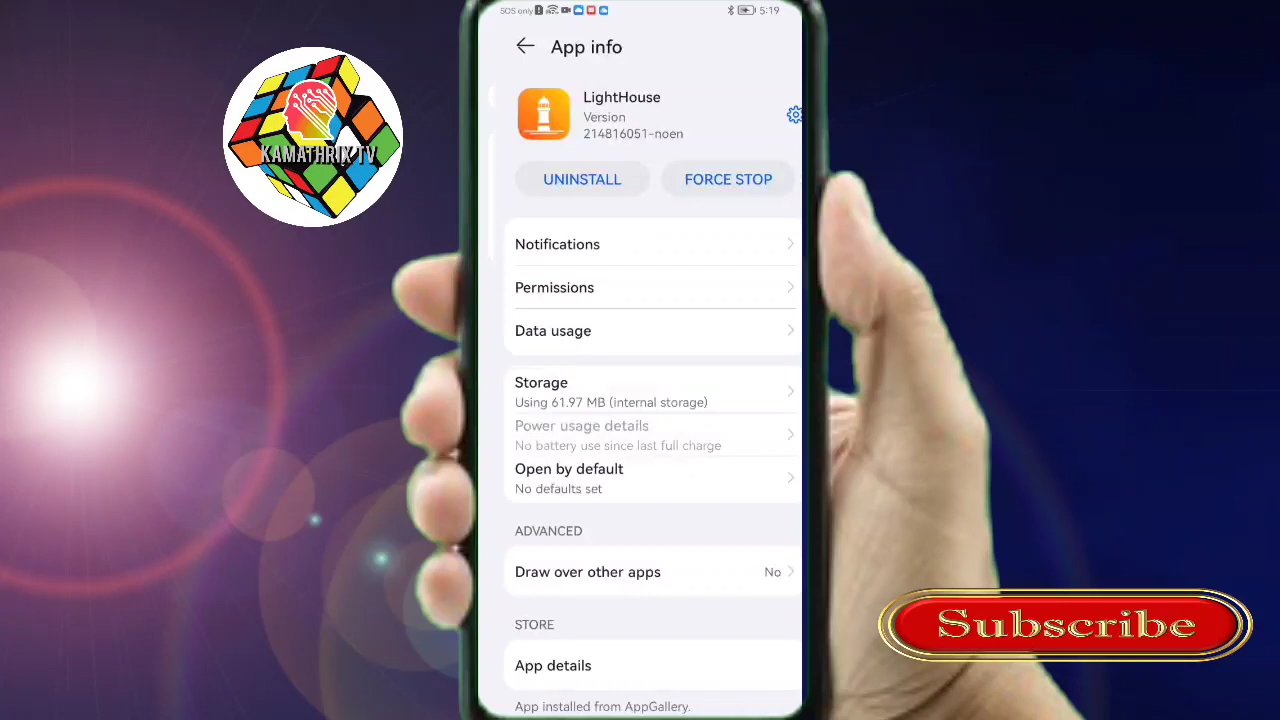 SOS only
5:19
App info
LightHouse
Version
214816051-noen
UNINSTALL
FORCE STOP
Notifications
Permissions
Data usage
Storage
Using 61.97 MB (internal storage)
Power usage details
No battery use since last full charge
Open by default
No defaults set
ADVANCED
Draw over other apps
No
STORE
App details
App installed from AppGallery.
KAMATHRIX TV
Subscribe